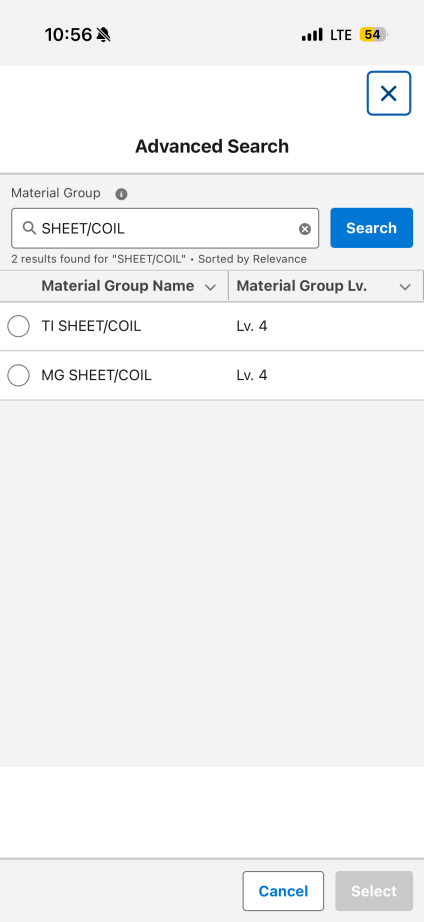 10:56
LTE 54
Advanced Search
Material Group
SHEET/COIL
Search
2 results found for "SHEET/COIL" • Sorted by Relevance
Material Group Name Material Group Lv.
TI SHEET/COIL Lv. 4
MG SHEET/COIL Lv. 4
Cancel Select